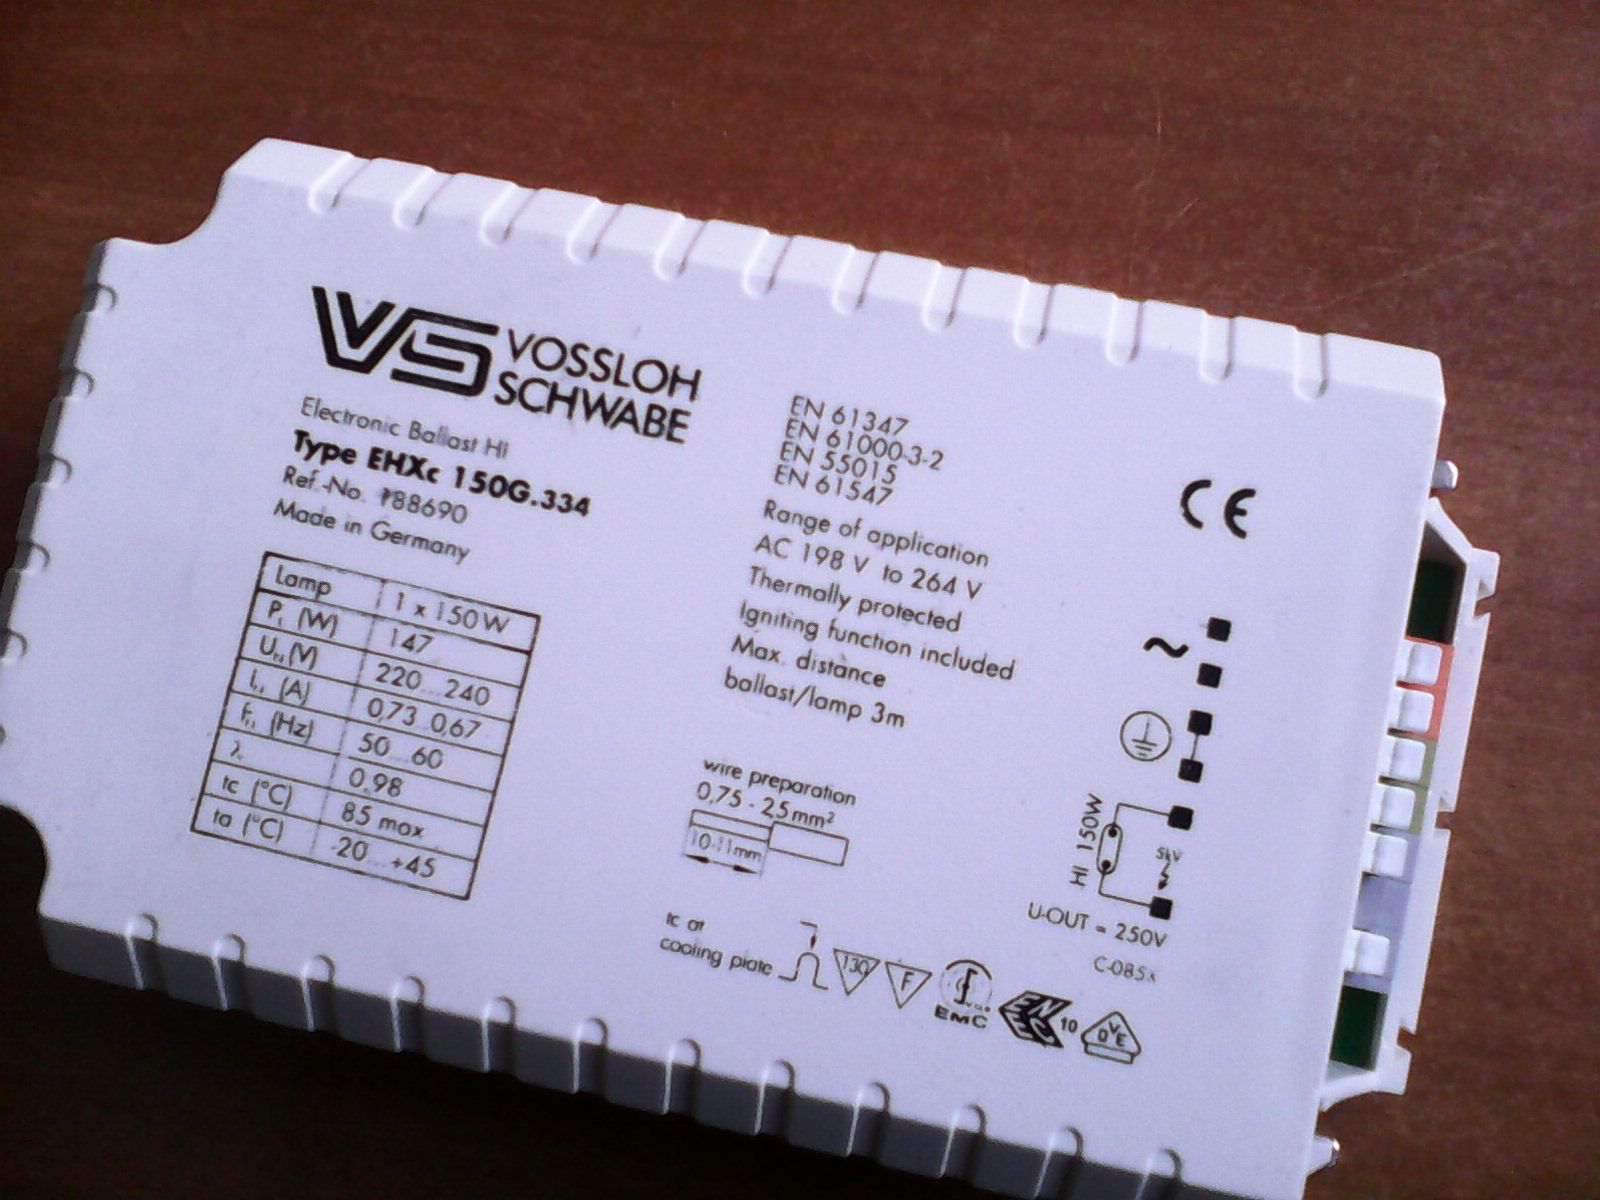 VS VOSSLOH
SCHWABE
Electronic Ballast HI
Type EHXc 150G.334
Ref.-No. 188690
Made in Germany
Lamp 1 x 150W
(W) 147
(V) 220...240
(A) 0,73..0,67
(Hz) 50...60
λ 0,98
tc (°C) 85 max
ta (°C) -20...+45
EN 61347
EN 61000-3-2
EN 55015
EN 61547
Range of application
AC 198 V to 264 V
Thermally protected
Igniting function included
Max. distance
ballast/lamp 3m
wire preparation
0,75 - 2,5mm²
10-11mm
tc at
cooling plate
130
F
EMC
ENEC 10
DVE
CE
~
HI 150W
5kV
U-OUT = 250V